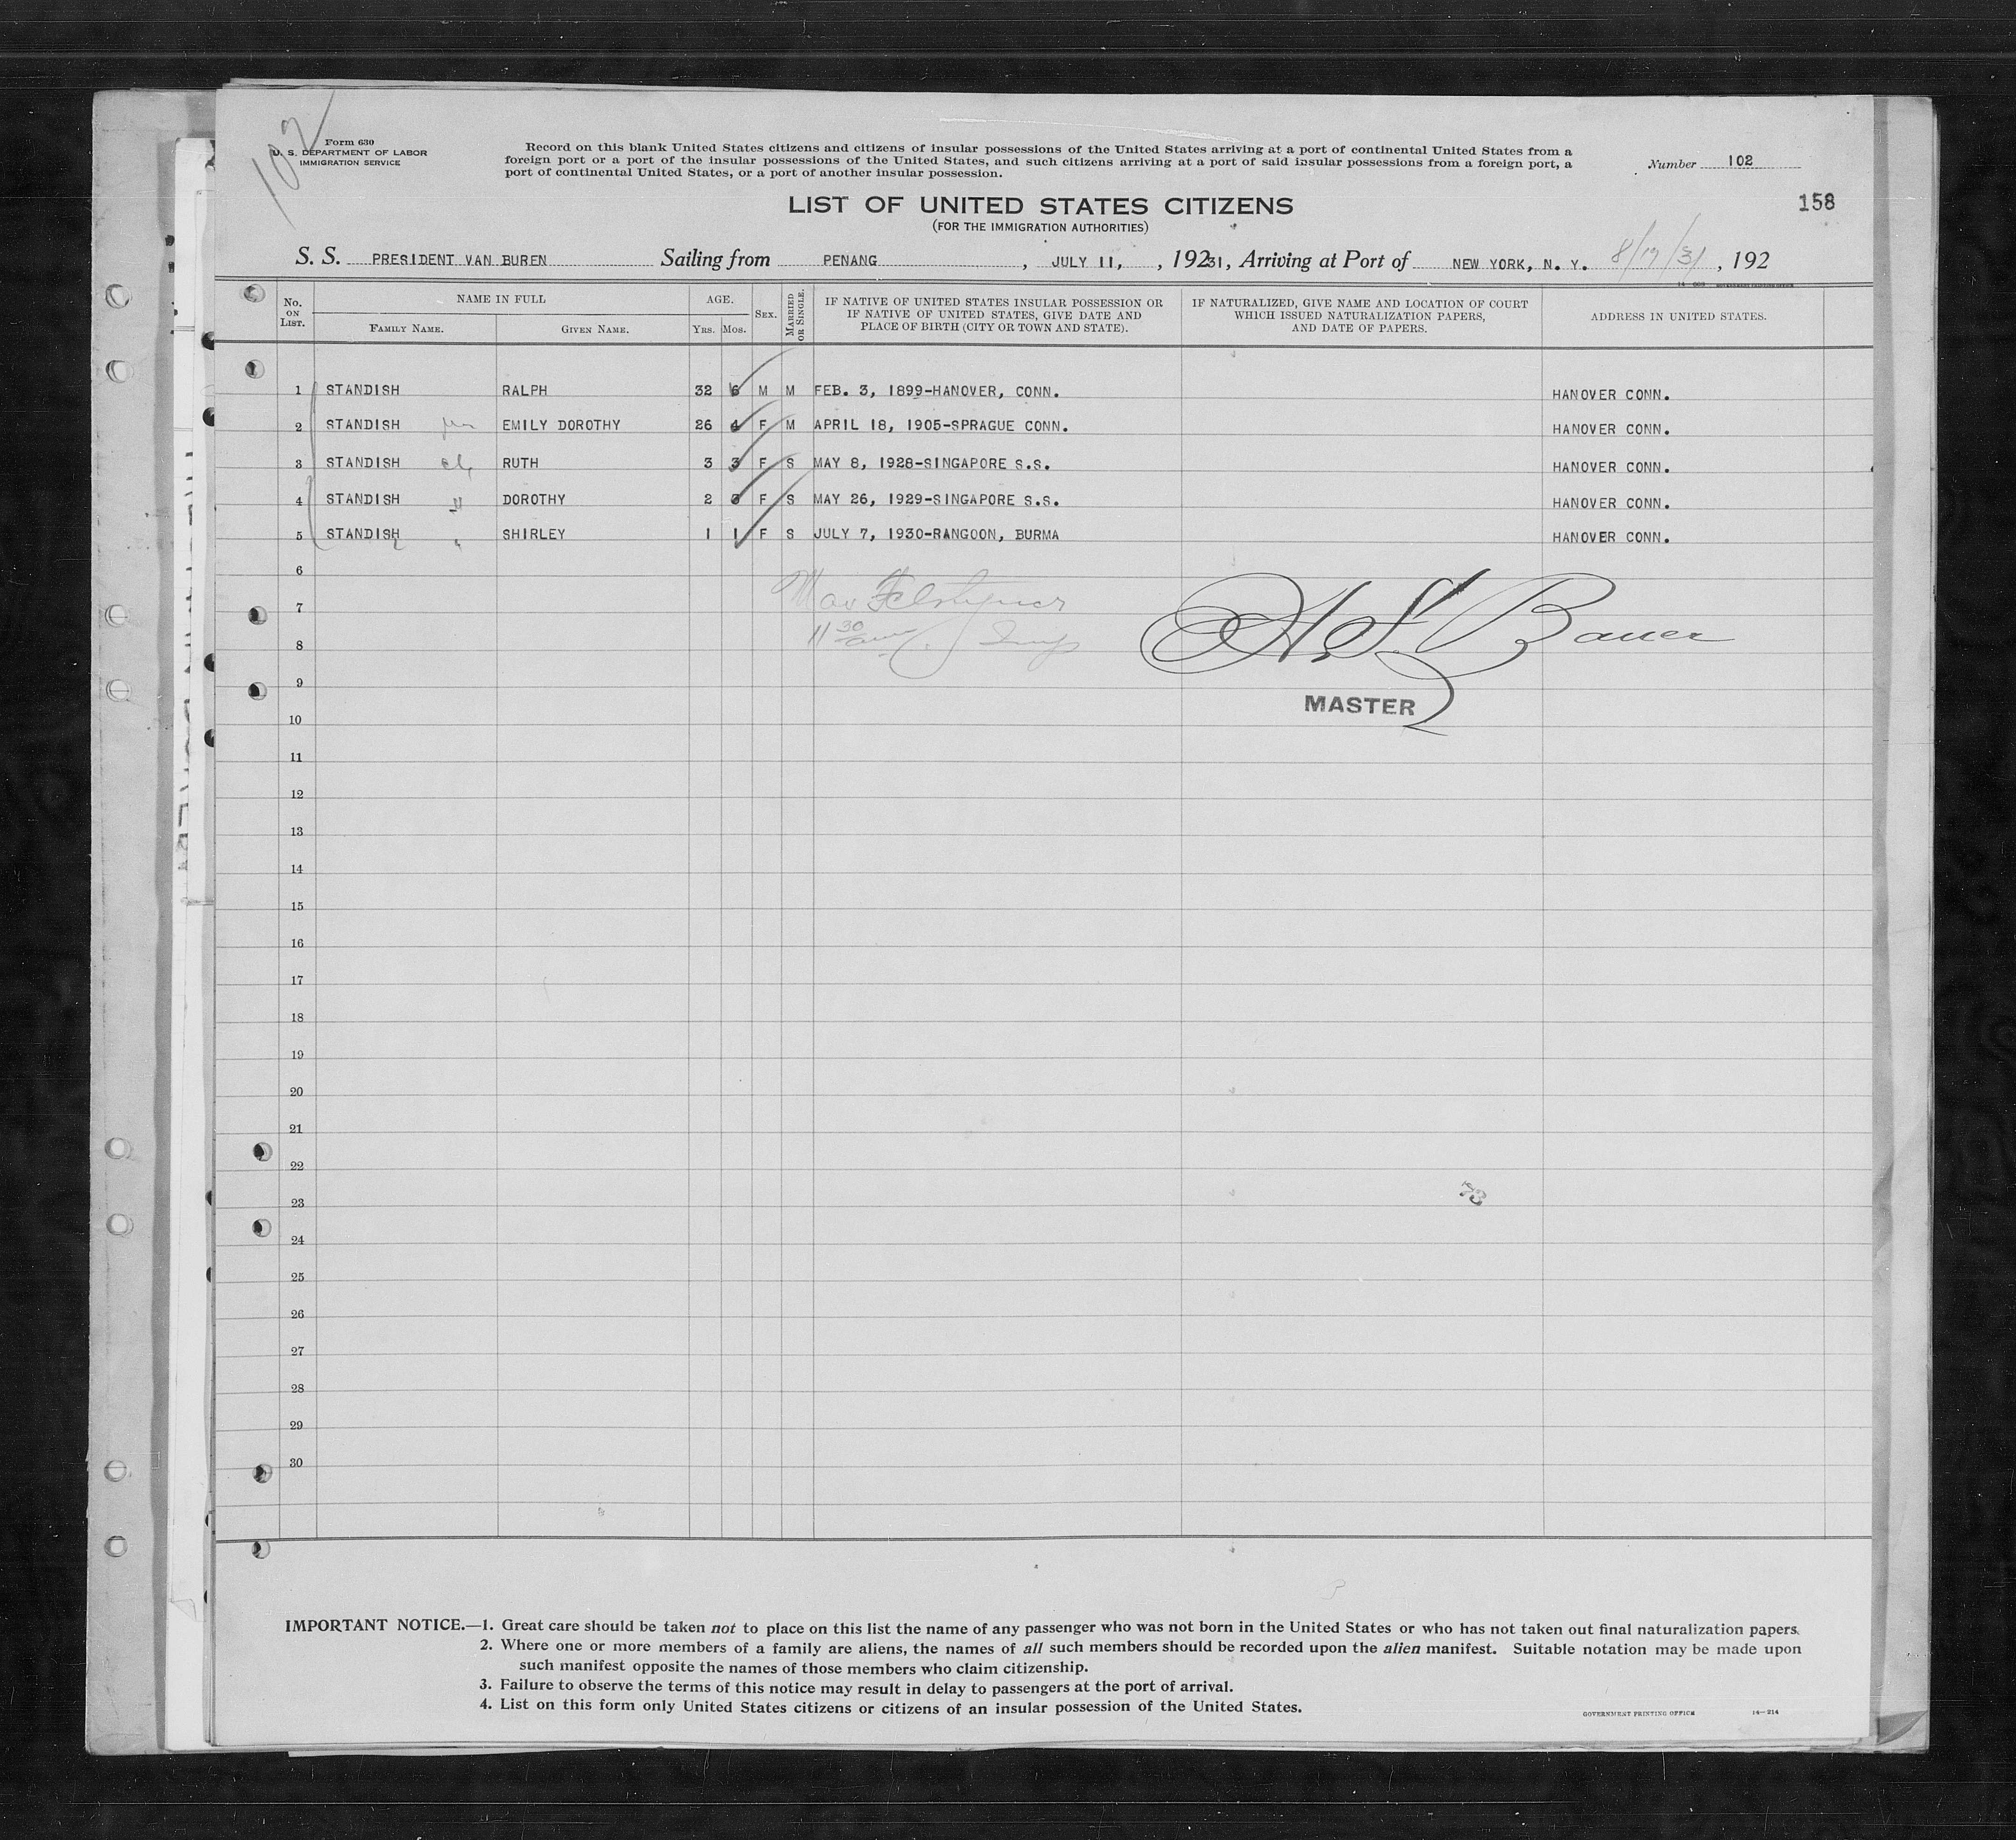 102
Form 630
U. S. DEPARTMENT OF LABOR
IMMIGRATION SERVICE
Record on this blank United States citizens and citizens of insular possessions of the United States arriving at a port of continental United States from a
foreign port or a port of the insular possessions of the United States, and such citizens arriving at a port of said insular possessions from a foreign port, a
port of continental United States, or a port of another insular possession.
Number 102
158
LIST OF UNITED STATES CITIZENS
(FOR THE IMMIGRATION AUTHORITIES)
S. S. PRESIDENT VAN BUREN Sailing from PENANG, JULY 11, , 19231, Arriving at Port of NEW YORK, N. Y. 8/17/31, 192
No. ON LIST. NAME IN FULL AGE. SEX. MARRIED OR SINGLE. IF NATIVE OF UNITED STATES INSULAR POSSESSION OR IF NATIVE OF UNITED STATES, GIVE DATE AND PLACE OF BIRTH (CITY OR TOWN AND STATE). IF NATURALIZED, GIVE NAME AND LOCATION OF COURT WHICH ISSUED NATURALIZATION PAPERS, AND DATE OF PAPERS. ADDRESS IN UNITED STATES.
FAMILY NAME. GIVEN NAME. YRS. MOS.
1 STANDISH RALPH 32 6 M M FEB. 3, 1899-HANOVER, CONN. HANOVER CONN.
2 STANDISH EMILY DOROTHY 26 4 F M APRIL 18, 1905-SPRAGUE CONN. HANOVER CONN.
3 STANDISH RUTH 3 3 F S MAY 8, 1928-SINGAPORE S.S. HANOVER CONN.
4 STANDISH DOROTHY 2 3 F S MAY 26, 1929-SINGAPORE S.S. HANOVER CONN.
5 STANDISH SHIRLEY 1 1 F S JULY 7, 1930-RANGOON, BURMA HANOVER CONN.
6
7
8 11 30 am Insp
Bauer
9
MASTER
10
11
12
13
14
15
16
17
18
19
20
21
22
73
23
24
25
26
27
28
29
30
IMPORTANT NOTICE.—1. Great care should be taken not to place on this list the name of any passenger who was not born in the United States or who has not taken out final naturalization papers.
2. Where one or more members of a family are aliens, the names of all such members should be recorded upon the alien manifest. Suitable notation may be made upon
such manifest opposite the names of those members who claim citizenship.
3. Failure to observe the terms of this notice may result in delay to passengers at the port of arrival.
4. List on this form only United States citizens or citizens of an insular possession of the United States.
GOVERNMENT PRINTING OFFICE 14—214